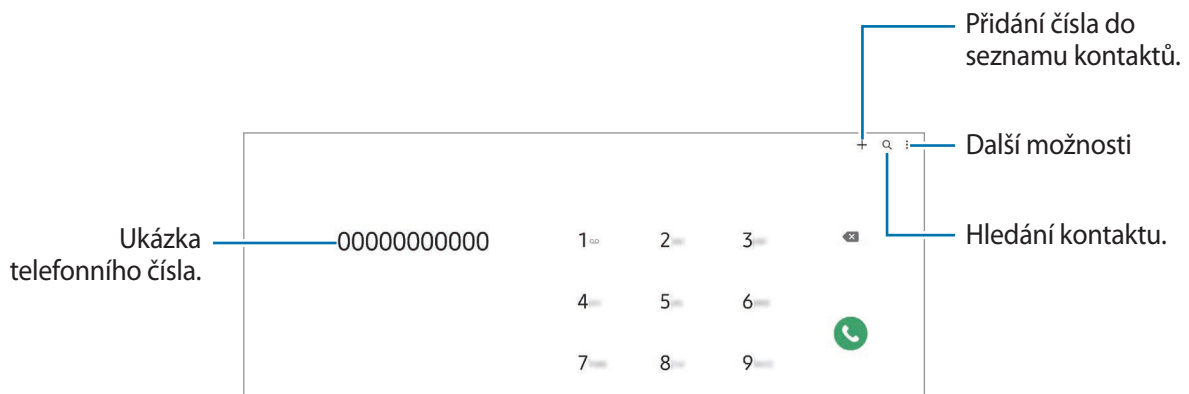 Přidání čísla do
seznamu kontaktů.
Další možnosti
Ukázka
telefonního čísla.
00000000000
1 2 3
Hledání kontaktu.
4 5 6
7 8 9